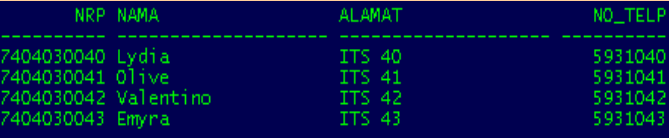 NRP NAMA ALAMAT NO_TELP
---------- -------------------- -------------------- ----------
7404030040 Lydia ITS 40 5931040
7404030041 Olive ITS 41 5931041
7404030042 Valentino ITS 42 5931042
7404030043 Emyra ITS 43 5931043